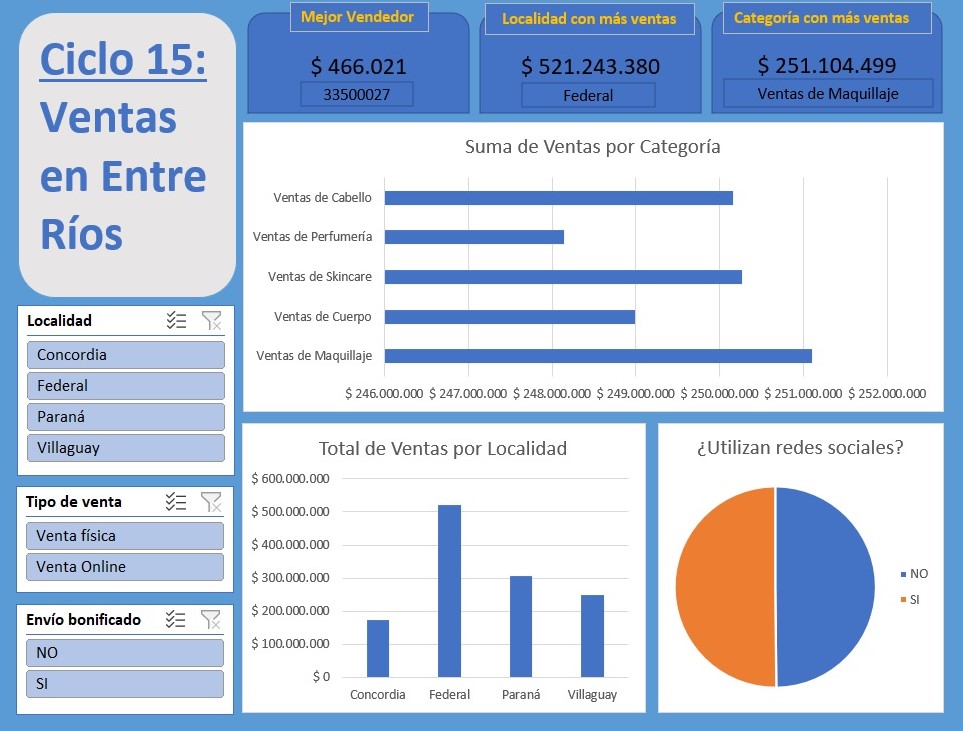 Ciclo 15:
Ventas
en Entre
Ríos
Mejor Vendedor
$ 466.021
33500027
Localidad con más ventas
$ 521.243.380
Federal
Categoría con más ventas
$ 251.104.499
Ventas de Maquillaje
Localidad
Concordia
Federal
Paraná
Villaguay
Tipo de venta
Venta física
Venta Online
Envío bonificado
NO
SI
Suma de Ventas por Categoría
Ventas de Cabello
Ventas de Perfumería
Ventas de Skincare
Ventas de Cuerpo
Ventas de Maquillaje
$ 246.000.000 $ 247.000.000 $ 248.000.000 $ 249.000.000 $ 250.000.000 $ 251.000.000 $ 252.000.000
Total de Ventas por Localidad
$ 600.000.000
$ 500.000.000
$ 400.000.000
$ 300.000.000
$ 200.000.000
$ 100.000.000
$ 0
Concordia Federal Paraná Villaguay
¿Utilizan redes sociales?
NO
SI